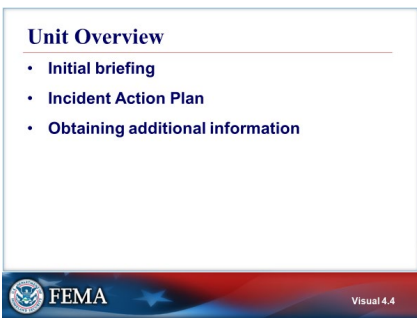 Unit Overview
• Initial briefing
• Incident Action Plan
• Obtaining additional information
FEMA
Visual 4.4